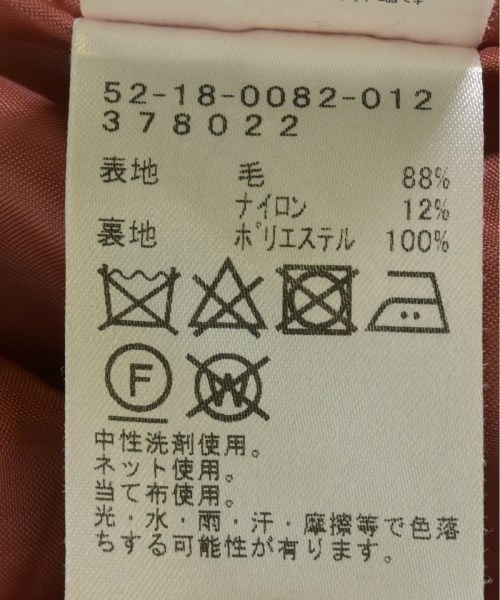 52-18-0082-012
378022
表地 毛 88%
ナイロン 12%
裏地 ポリエステル 100%
F W
中性洗剤使用。
ネット使用。
当て布使用。
光・水・雨・汗・摩擦等で色落
ちする可能性が有ります。